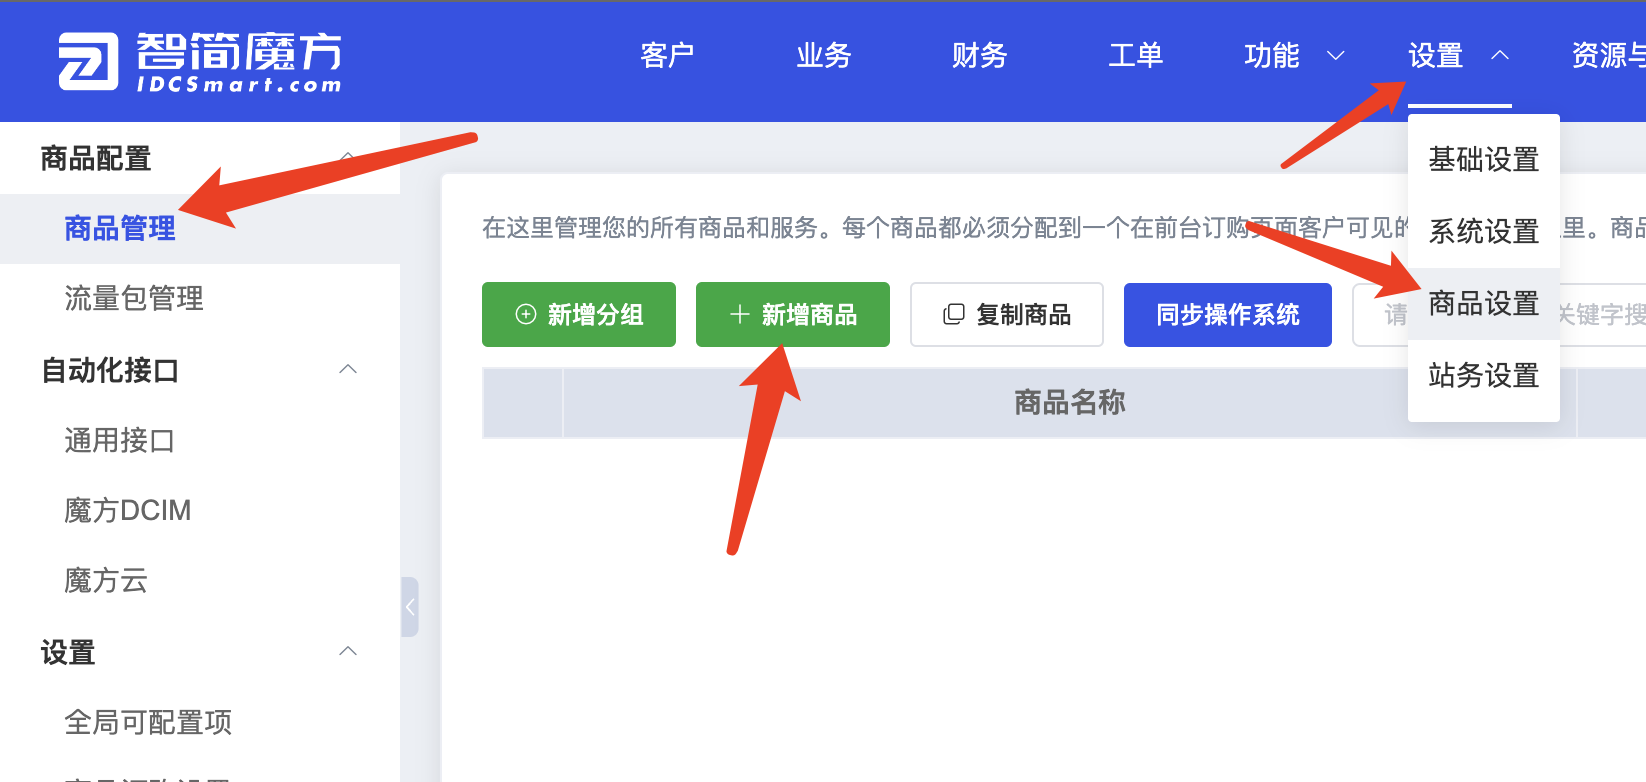 智简魔方
IDCSmart.com
客户 业务 财务 工单 功能 设置 资源与
基础设置
系统设置
商品设置
站务设置
商品配置
商品管理
流量包管理
自动化接口
通用接口
魔方DCIM
魔方云
设置
全局可配置项
在这里管理您的所有商品和服务。每个商品都必须分配到一个在前台订购页面客户可见的 里。商品
新增分组 新增商品 复制商品 同步操作系统 请 关键字搜
商品名称